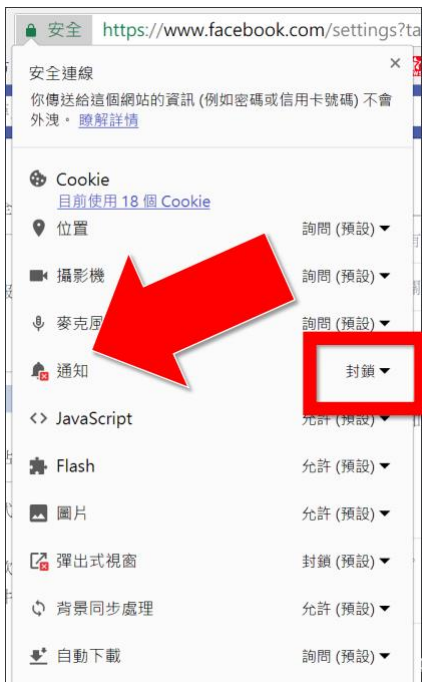 安全 https://www.facebook.com/settings?ta
安全連線
你傳送給這個網站的資訊 (例如密碼或信用卡號碼) 不會
外洩。 瞭解詳情
Cookie
目前使用 18 個 Cookie
位置 詢問 (預設)
攝影機 詢問 (預設)
麥克風 詢問 (預設)
通知 封鎖
JavaScript 允許 (預設)
Flash 允許 (預設)
圖片 允許 (預設)
彈出式視窗 封鎖 (預設)
背景同步處理 允許 (預設)
自動下載 詢問 (預設)